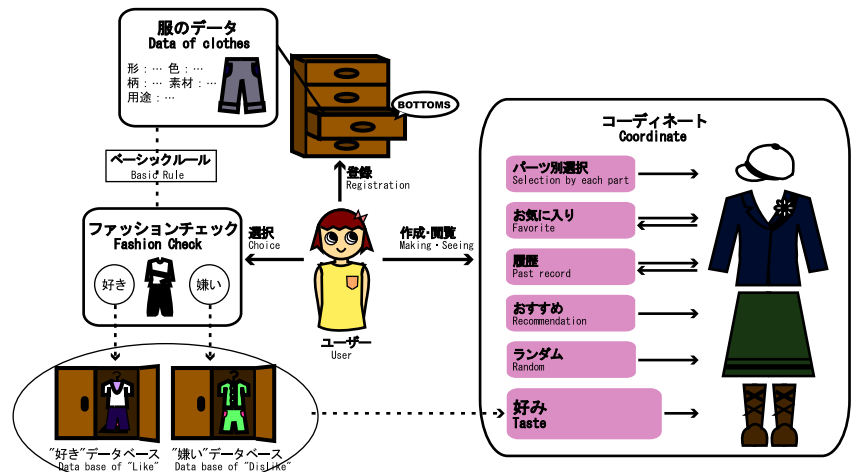 服のデータ
Data of clothes
形：… 色：…
柄：… 素材：…
用途：…
BOTTOMS
ベーシックルール
Basic Rule
登録
Registration
ファッションチェック
Fashion Check
好き
嫌い
選択
Choice
作成・閲覧
Making・Seeing
ユーザー
User
"好き"データベース
Data base of "Like"
"嫌い"データベース
Data base of "Dislike"
コーディネート
Coordinate
パーツ別選択
Selection by each part
お気に入り
Favorite
履歴
Past record
おすすめ
Recommendation
ランダム
Random
好み
Taste